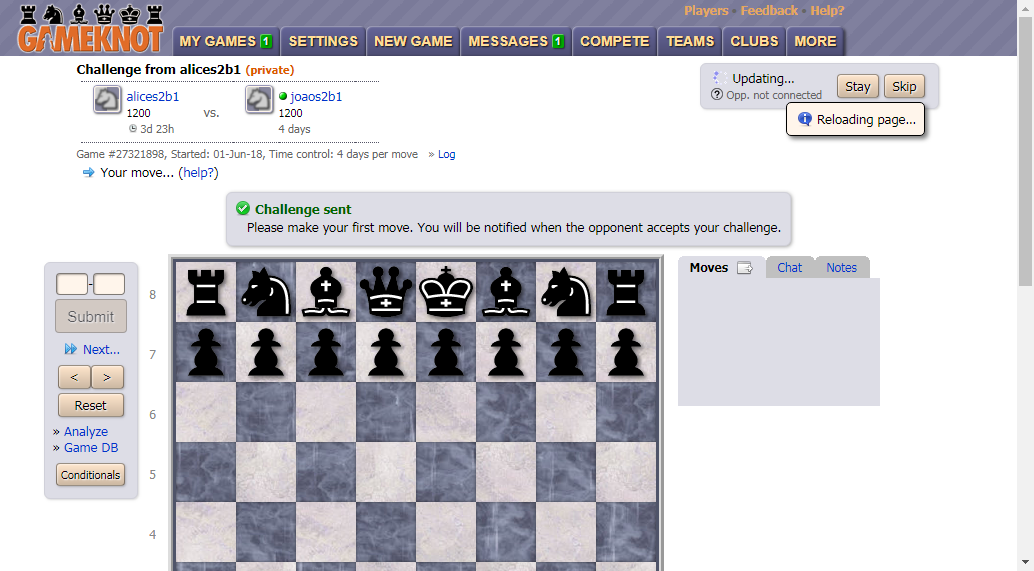 Players • Feedback • Help?
GAMEKNOT
MY GAMES 1 SETTINGS NEW GAME MESSAGES 1 COMPETE TEAMS CLUBS MORE
Challenge from alices2b1 (private)
alices2b1
1200
3d 23h
vs.
joaos2b1
1200
4 days
Updating...
Opp. not connected
Stay
Skip
Reloading page...
Game #27321898, Started: 01-Jun-18, Time control: 4 days per move » Log
Your move... (help?)
Challenge sent
Please make your first move. You will be notified when the opponent accepts your challenge.
-
Submit
Next...
< >
Reset
» Analyze
» Game DB
Conditionals
8
7
6
5
4
Moves
Chat
Notes